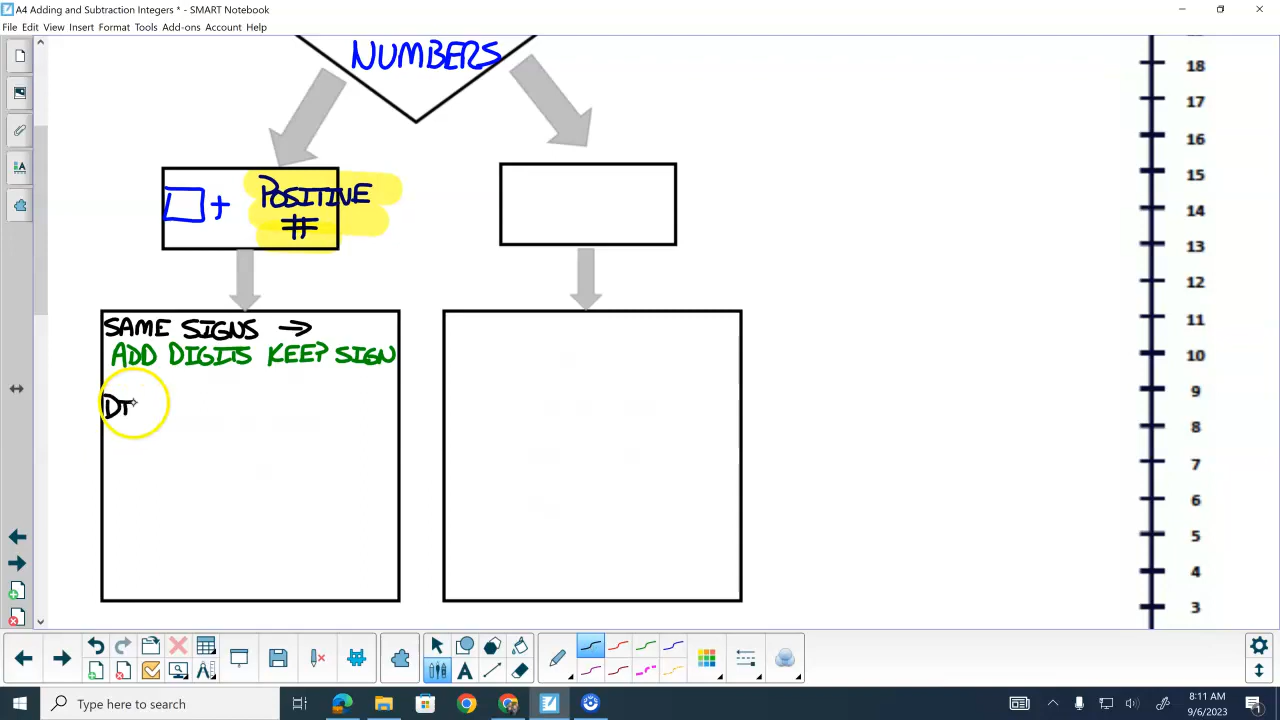 A4 Adding and Subtraction Integers * - SMART Notebook
File Edit View Insert Format Tools Add-ons Account Help
NUMBERS
+ POSITIVE
#
SAME SIGNS →
ADD DIGITS KEEP SIGN
DI
18
17
16
15
14
13
12
11
10
9
8
7
6
5
4
3
Type here to search
8:11 AM
9/6/2023